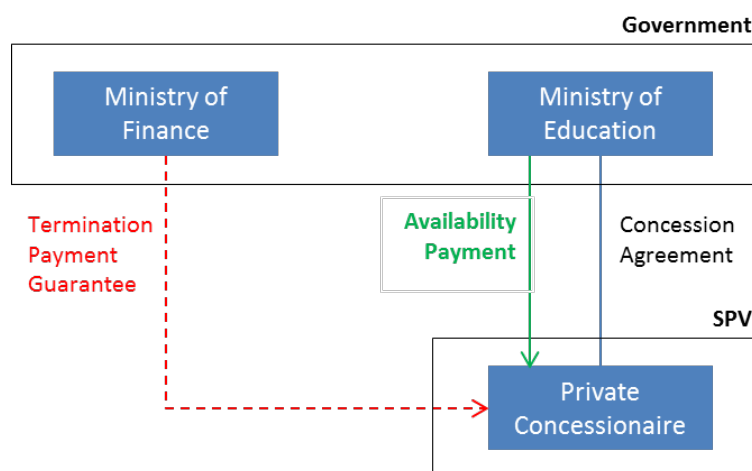 Government
Ministry of
Finance
Ministry of
Education
Termination
Payment
Guarantee
Availability
Payment
Concession
Agreement
SPV
Private
Concessionaire